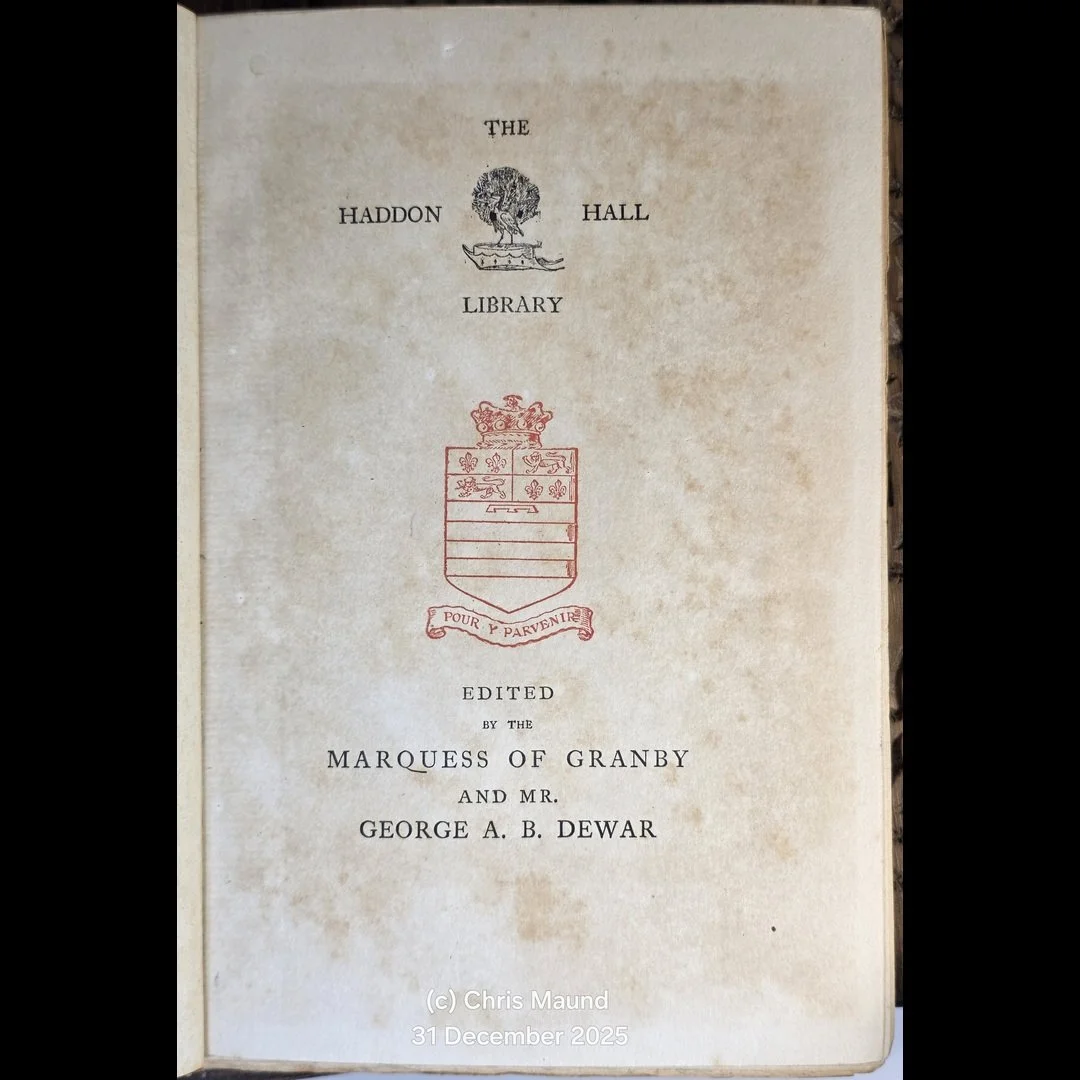 THE
HADDON HALL
LIBRARY
POUR Y PARVENIR
EDITED
BY THE
MARQUESS OF GRANBY
AND MR.
GEORGE A. B. DEWAR
(c) Chris Maund
31 December 2025